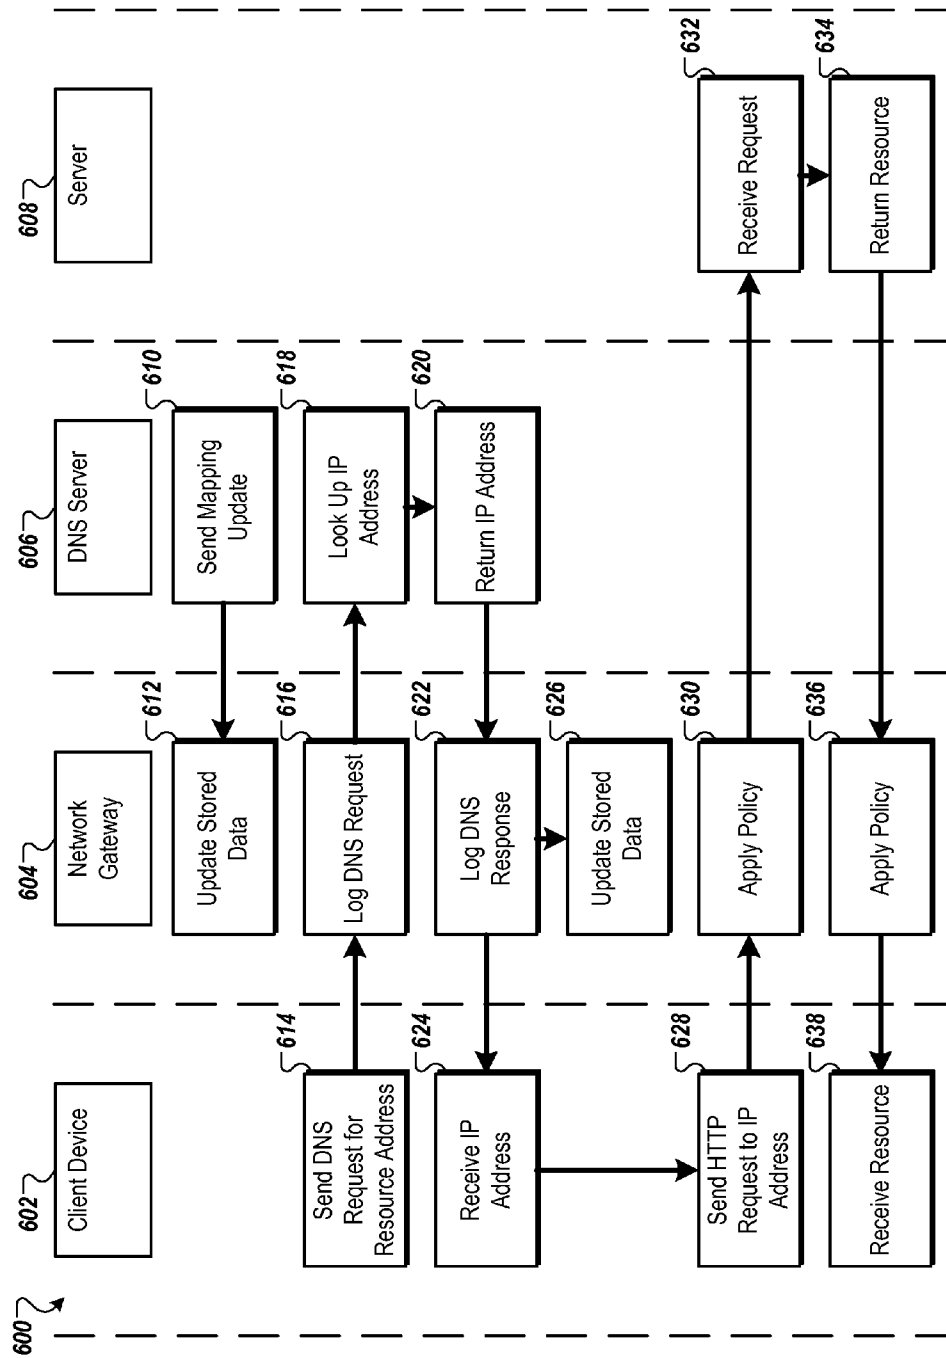 600
602
Client Device
604
Network
Gateway
606
DNS Server
608
Server
610
Send Mapping
Update
612
Update Stored
Data
614
Send DNS
Request for
Resource Address
616
Log DNS Request
618
Look Up IP
Address
620
Return IP Address
622
Log DNS
Response
624
Receive IP
Address
626
Update Stored
Data
628
Send HTTP
Request to IP
Address
630
Apply Policy
632
Receive Request
634
Return Resource
636
Apply Policy
638
Receive Resource